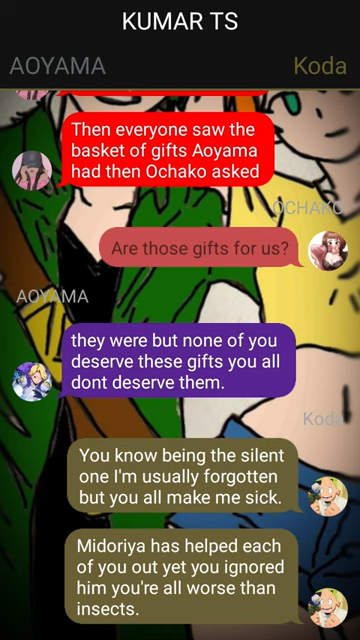 KUMAR TS
AOYAMA
Koda
Then everyone saw the
basket of gifts Aoyama
had then Ochako asked
OCHAKO
Are those gifts for us?
AOYAMA
they were but none of you
deserve these gifts you all
dont deserve them.
Koda
You know being the silent
one I'm usually forgotten
but you all make me sick.
Midoriya has helped each
of you out yet you ignored
him you're all worse than
insects.